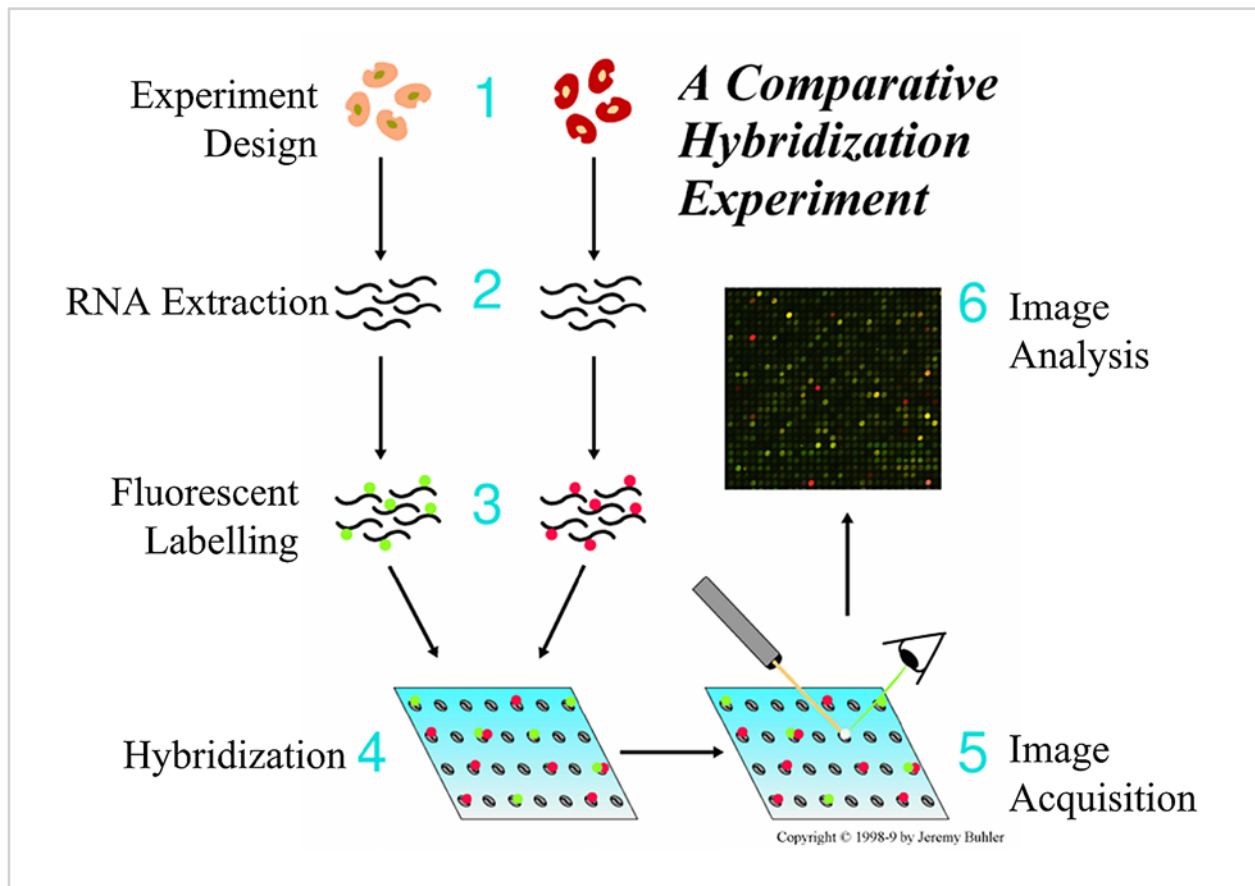 A Comparative
Hybridization
Experiment
Experiment
Design
1
RNA Extraction
2
Fluorescent
Labelling
3
Hybridization 4
5 Image
Acquisition
6 Image
Analysis
Copyright © 1998-9 by Jeremy Buhler